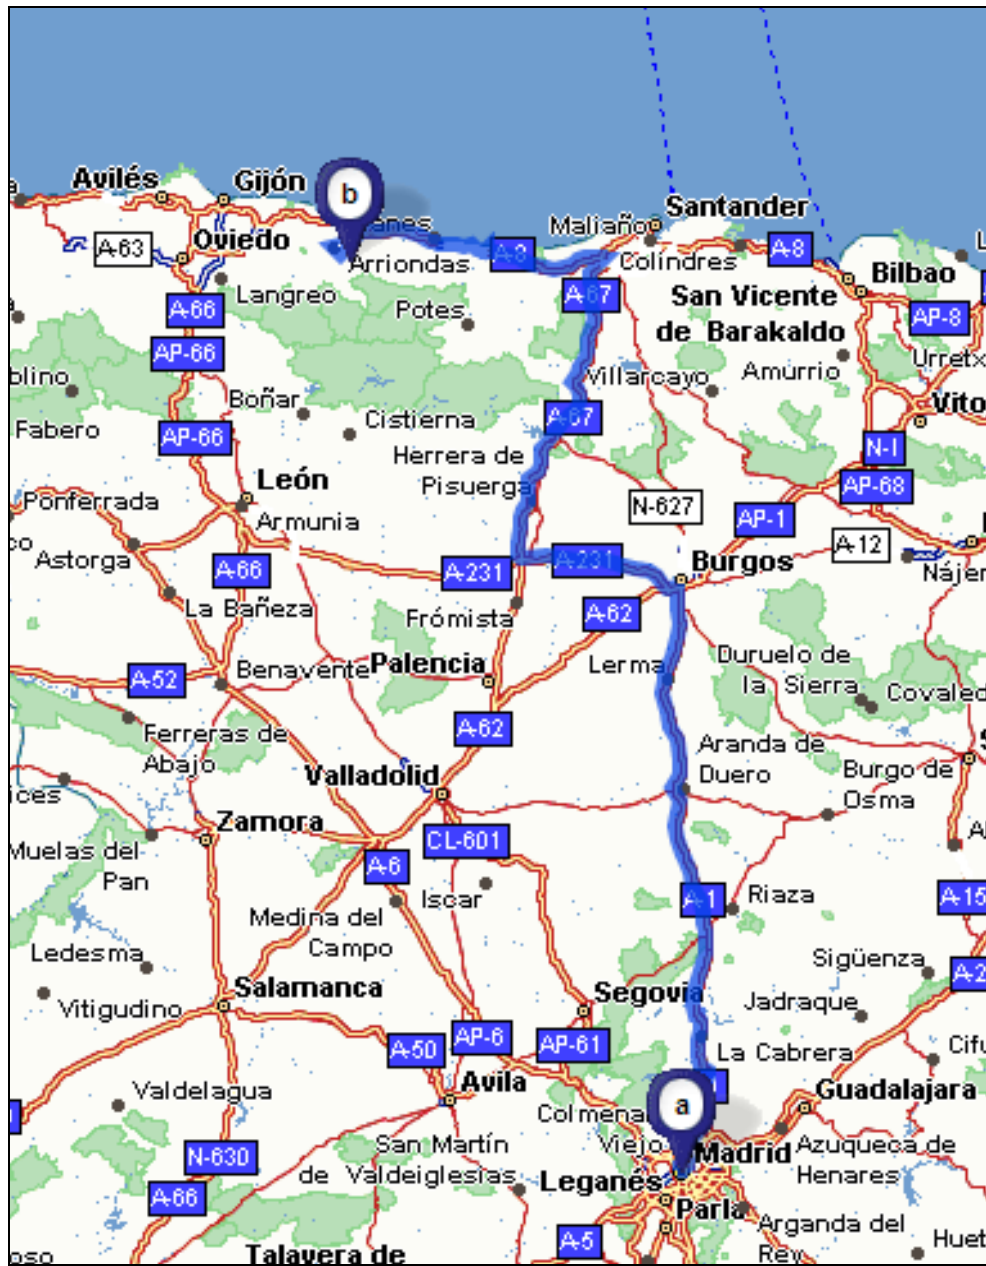 Avilés
Gijón
b
Santander
Maliaño
A-63
Oviedo
A-8
A-8
Arriondas
Colíndres
Bilbao
Langreo
A-66
A-67
San Vicente
de Barakaldo
Potes
AP-8
AP-66
Amurrio
Villarcayo
Boñar
Cistierna
A-67
Fabero
AP-66
N-I
Herrera de
Pisuerga
León
AP-68
Ponferrada
N-627
AP-1
Armunia
A-12
Astorga
A-66
A-231
A-231
Burgos
La Bañeza
Frómista
A-62
Lerma
Duruelo de
la Sierra
Benavente
Palencia
A-52
A-62
Ferreras de
Abajo
Aranda de
Duero
Valladolid
Burgo de
Osma
Zamora
CL-601
Muelas del
Pan
A-6
Iscar
A-1
Riaza
A-15
Medina del
Campo
Ledesma
Sigüenza
A-2
Salamanca
Segovia
Vitigudino
Jadraque
A-50
AP-6
AP-61
La Cabrera
Valdelagua
Avila
Guadalajara
a
Viejo
San Martín
de Valdeiglesias
Madrid
Azuqueca de
Henares
N-630
Leganés
A-66
Parla
Arganda del
Rey
A-5
Talavera de